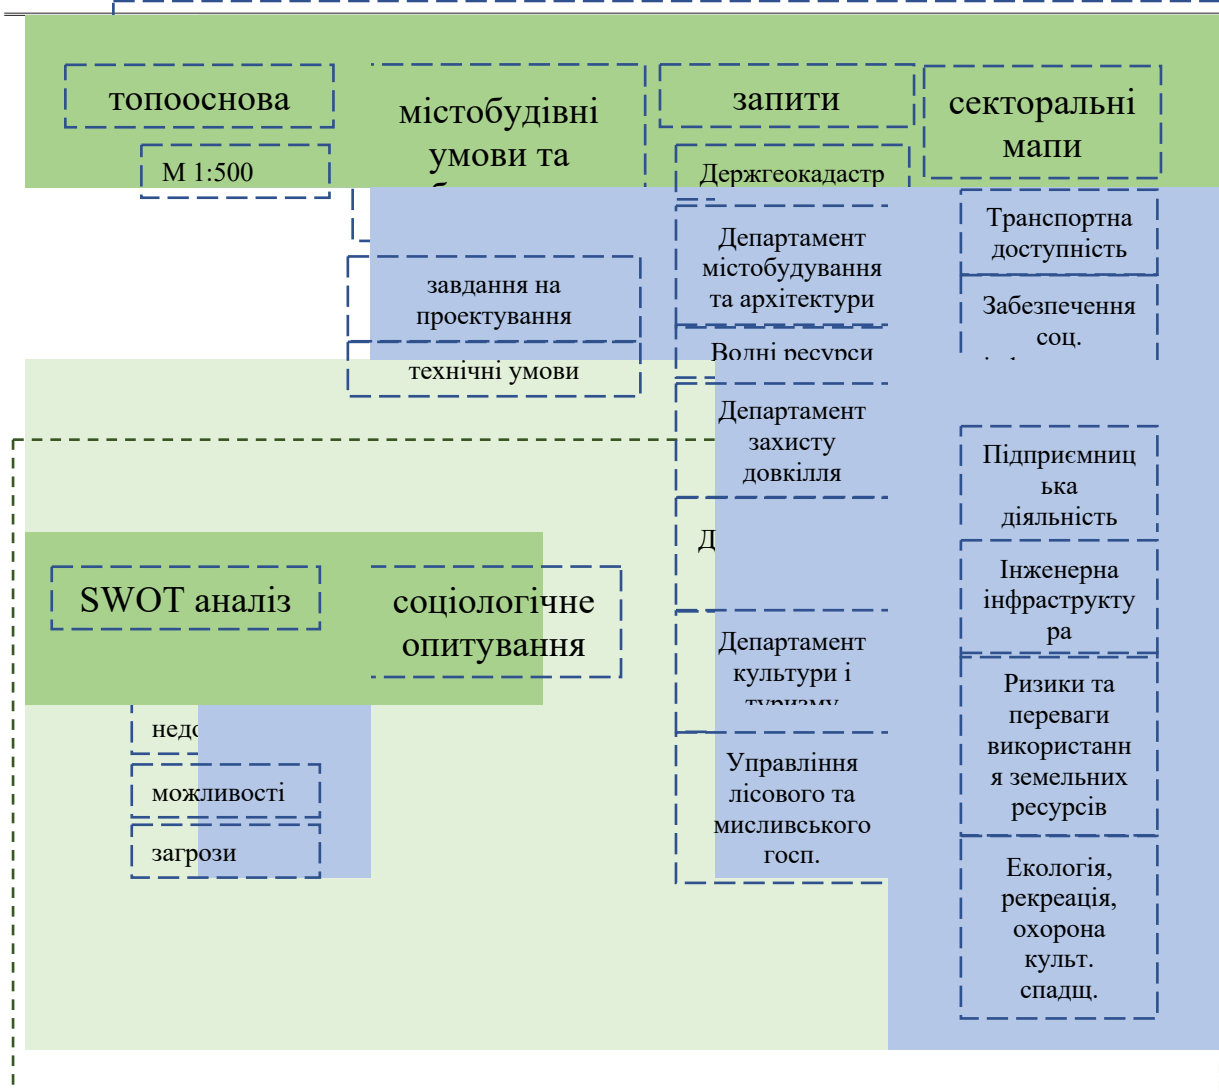 топооснова
М 1:500
містобудівні
умови та
завдання на
проектування
технічні умови
запити
Держгеокадастр
Департамент
містобудування
та архітектури
Водні ресурси
Департамент
захисту
довкілля
Департамент
культури і
туризму
Управління
лісового та
мисливського
госп.
секторальні
мапи
Транспортна
доступність
Забезпечення
соц.
Підприємниц
ька
діяльність
Інженерна
інфраструкту
ра
Ризики та
переваги
використанн
я земельних
ресурсів
Екологія,
рекреація,
охорона
культ.
спадщ.
SWOT аналіз
можливості
загрози
соціологічне
опитування